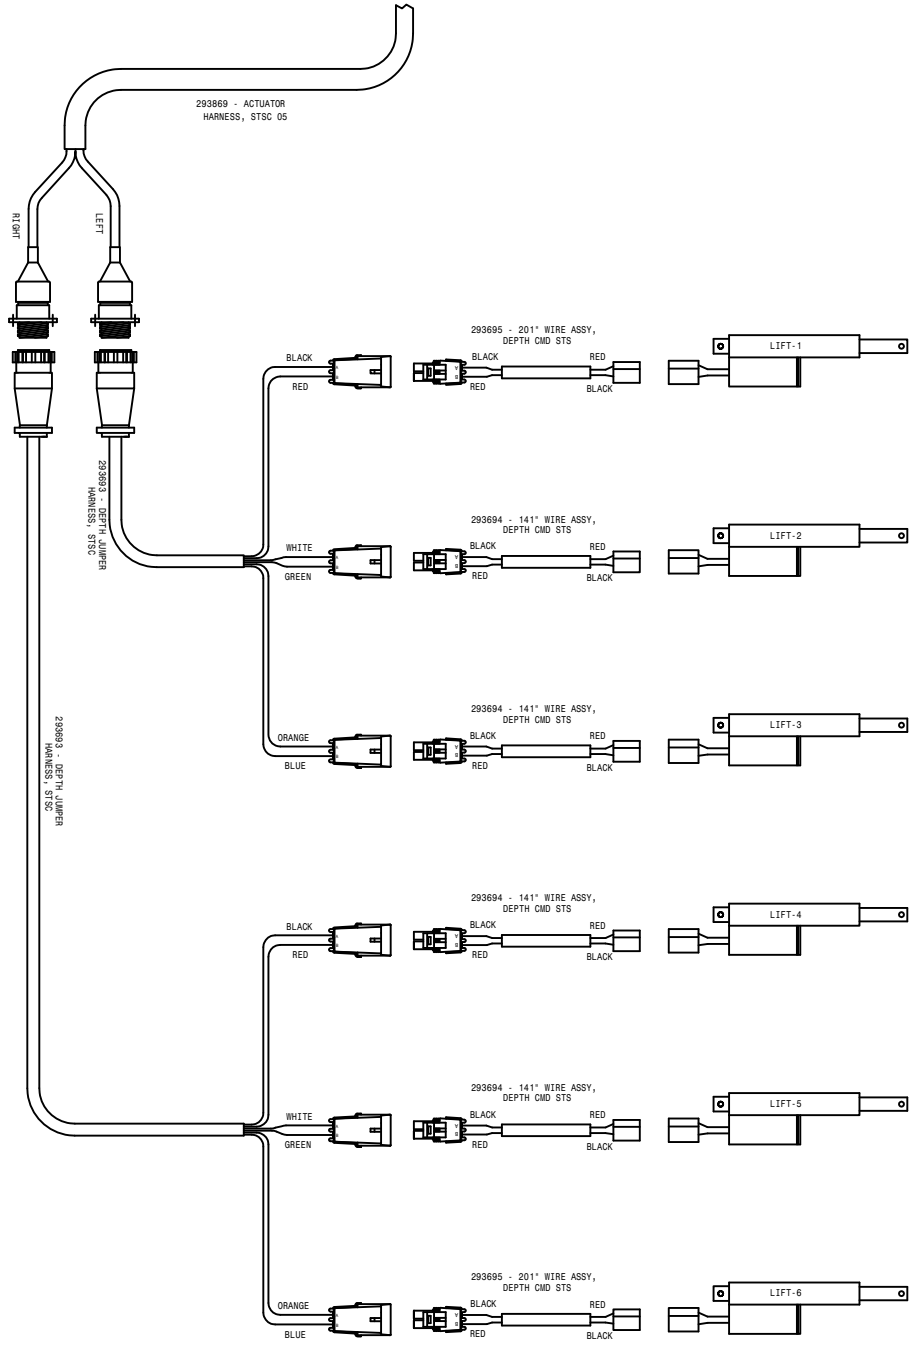 293869 - ACTUATOR
HARNESS, STSC 05
RIGHT
LEFT
293695 - 201" WIRE ASSY,
DEPTH CMD STS
BLACK
RED
BLACK
RED
RED
BLACK
LIFT-1
293693 - DEPTH JUMPER
HARNESS, STSC
293694 - 141" WIRE ASSY,
DEPTH CMD STS
WHITE
GREEN
BLACK
RED
RED
BLACK
LIFT-2
293694 - 141" WIRE ASSY,
DEPTH CMD STS
ORANGE
BLUE
BLACK
RED
RED
BLACK
LIFT-3
293693 - DEPTH JUMPER
HARNESS, STSC
293694 - 141" WIRE ASSY,
DEPTH CMD STS
BLACK
RED
BLACK
RED
RED
BLACK
LIFT-4
293694 - 141" WIRE ASSY,
DEPTH CMD STS
WHITE
GREEN
BLACK
RED
RED
BLACK
LIFT-5
293695 - 201" WIRE ASSY,
DEPTH CMD STS
ORANGE
BLUE
BLACK
RED
RED
BLACK
LIFT-6